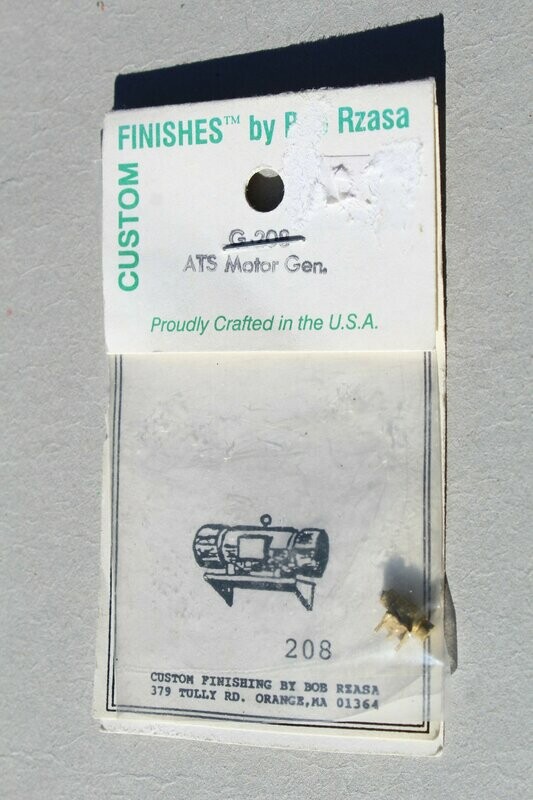 CUSTOM
FINISHES™ by Rzasa
G-208
ATS Motor Gen.
Proudly Crafted in the U.S.A.
208
CUSTOM FINISHING BY BOB RZASA
379 TULLY RD. ORANGE,MA 01364